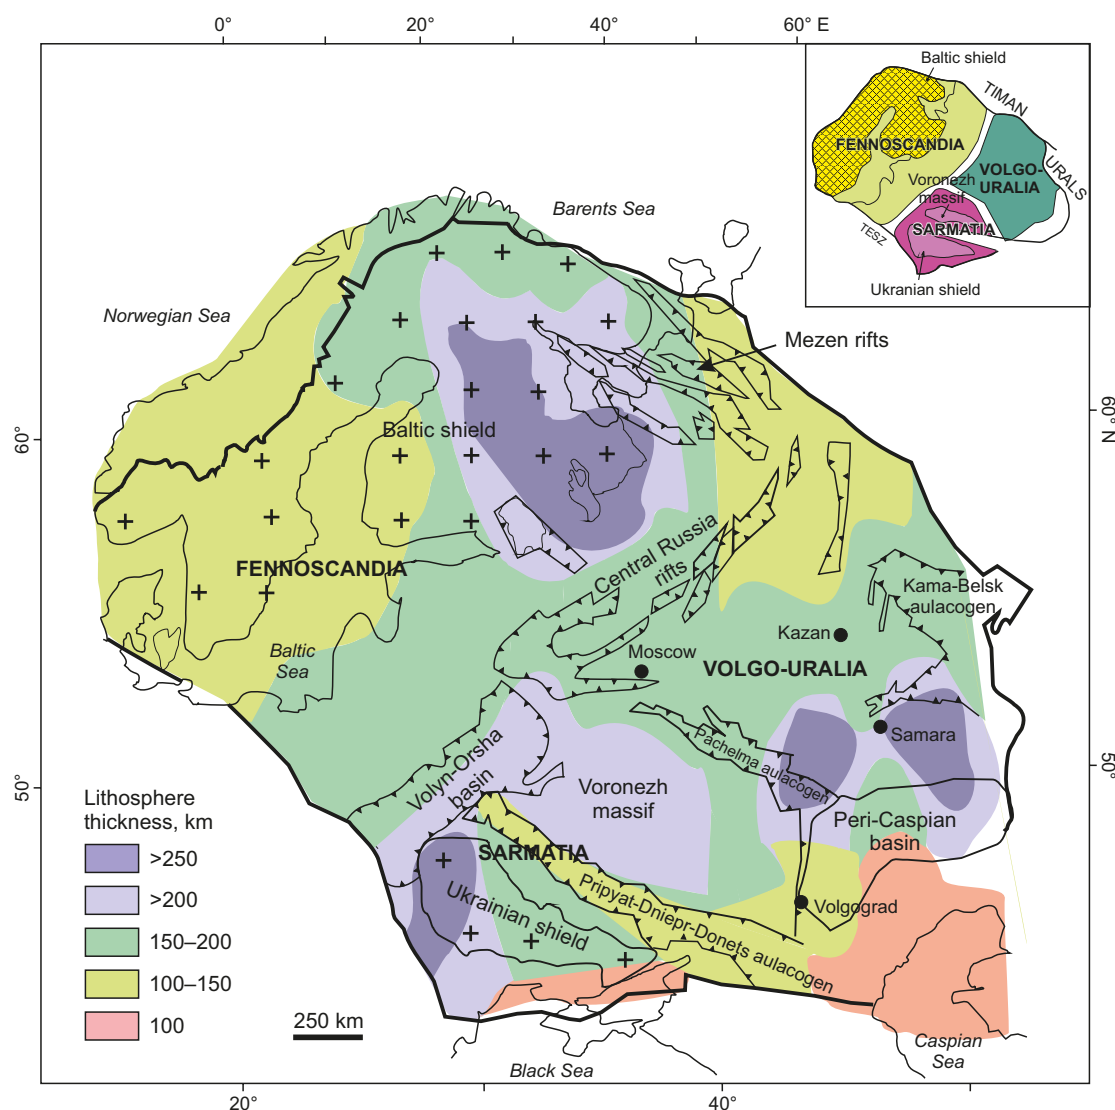 0°
20°
40°
60° E
Baltic shield
TIMAN
FENNOSCANDIA
VOLGO-
URALIA
URALS
Voronezh
massif
SARMATIA
TESZ
Ukranian shield
Barents Sea
Norwegian Sea
Mezen rifts
60°
60° N
Baltic shield
Central Russia
rifts
FENNOSCANDIA
Kama-Belsk
aulacogen
Kazan
Baltic
Sea
Moscow
VOLGO-URALIA
Samara
Pachelma aulacogen
Volyn-Orsha
basin
50°
50°
Voronezh
massif
Peri-Caspian
basin
SARMATIA
Pripyat-Dniepr-Donets aulacogen
Ukrainian shield
Volgograd
Lithosphere
thickness, km
>250
>200
150–200
100–150
100
250 km
Black Sea
Caspian
Sea
20°
40°